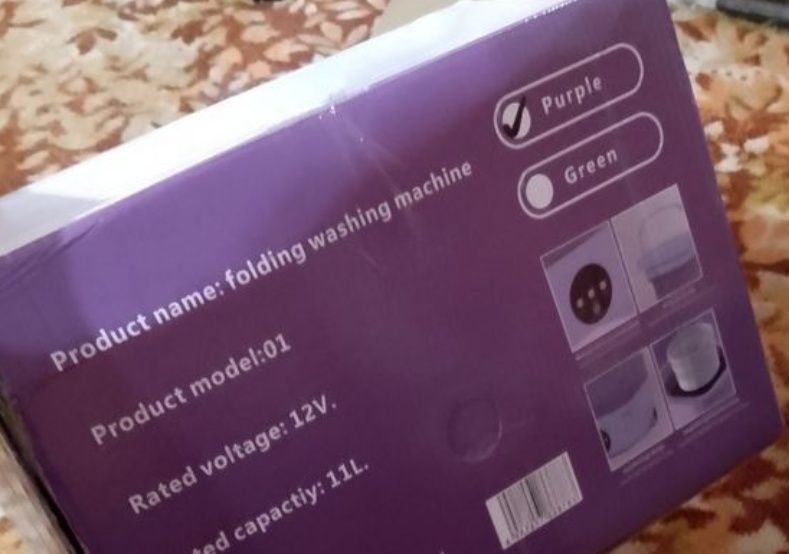 Purple
Green
Product name: folding washing machine
Product model:01
Rated voltage: 12V.
ted capactiy: 11L.